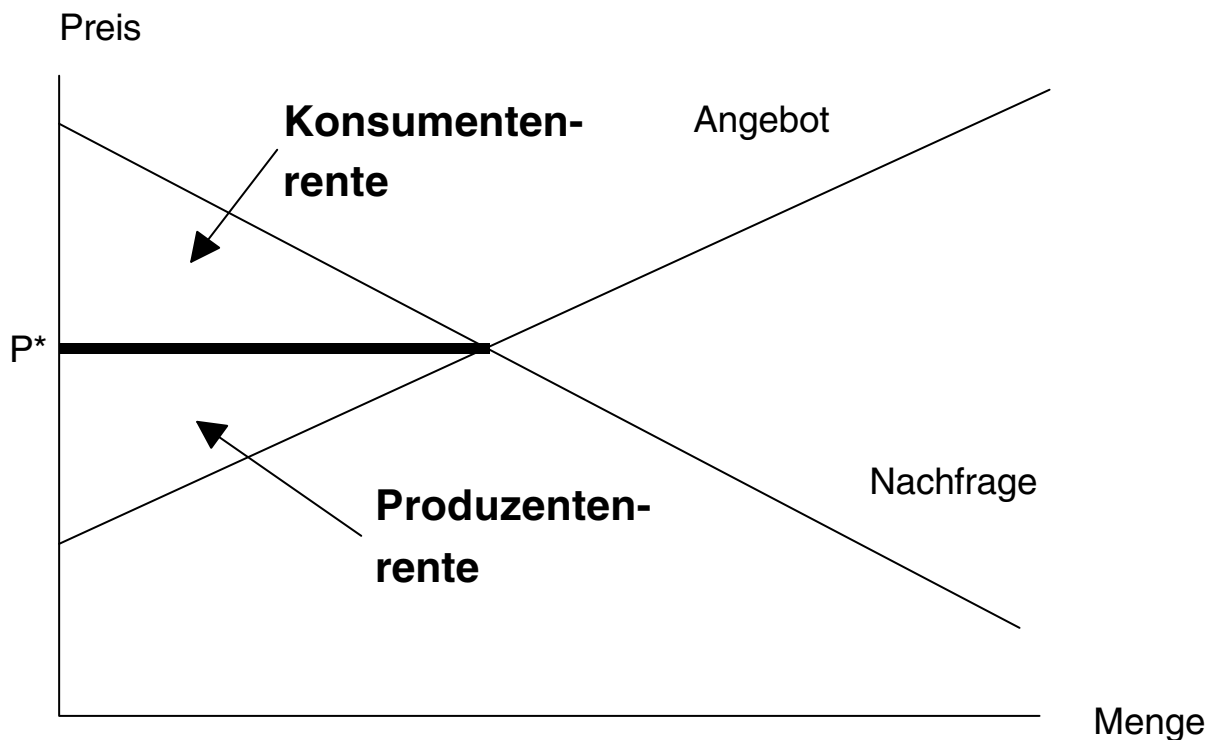 Preis
Konsumenten-
rente
Angebot
P*
Nachfrage
Produzenten-
rente
Menge